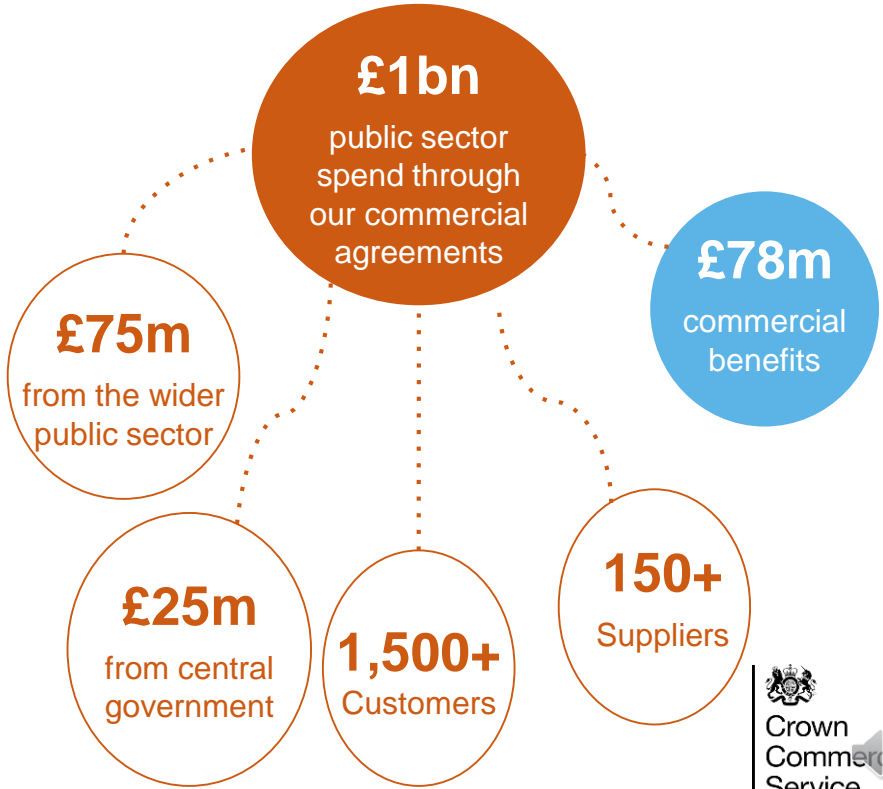 £1bn
public sector
spend through
our commercial
agreements
£78m
commercial
benefits
£75m
from the wider
public sector
£25m
from central
government
1,500+
Customers
150+
Suppliers
Crown
Service